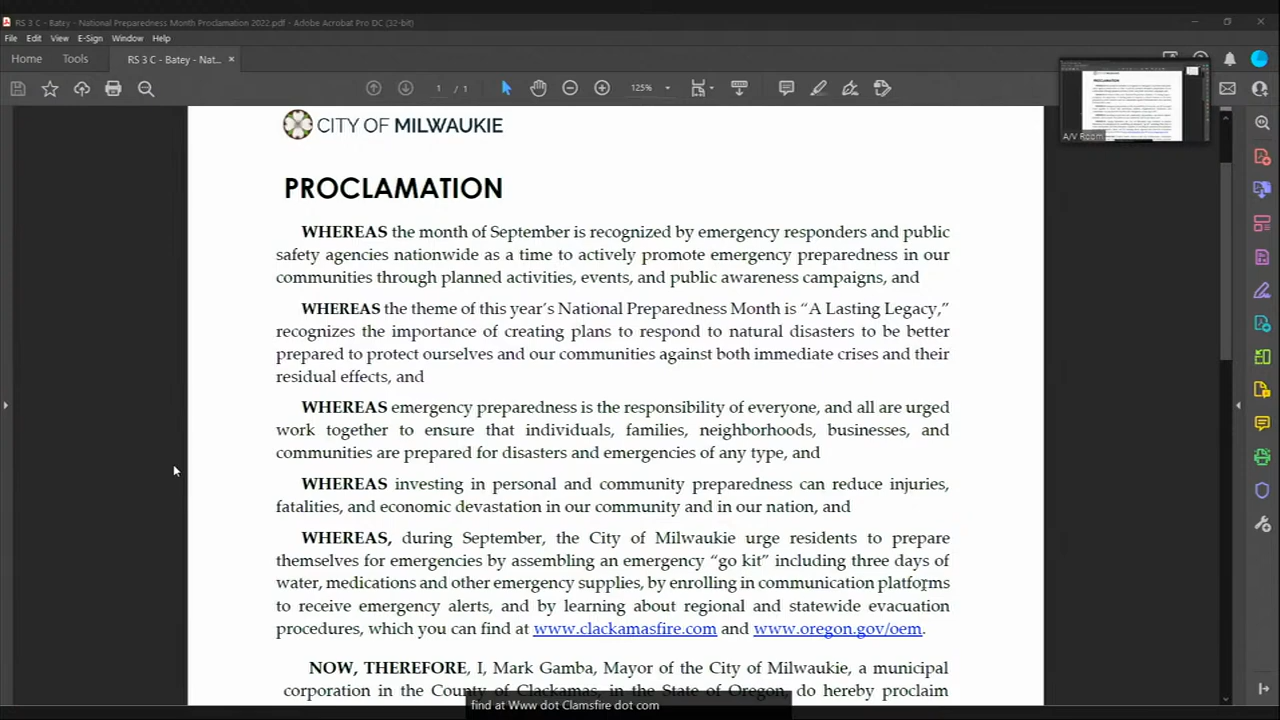 RS 3 C - Batey - National Preparedness Month Proclamation 2022.pdf - Adobe Acrobat Pro DC (32-bit)
File Edit View E-Sign Window Help
Home Tools RS 3 C - Batey - Nat... ×
1 / 1 125%
A/V Room
CITY OF MILWAUKIE
PROCLAMATION
WHEREAS the month of September is recognized by emergency responders and public
safety agencies nationwide as a time to actively promote emergency preparedness in our
communities through planned activities, events, and public awareness campaigns, and
WHEREAS the theme of this year's National Preparedness Month is “A Lasting Legacy,”
recognizes the importance of creating plans to respond to natural disasters to be better
prepared to protect ourselves and our communities against both immediate crises and their
residual effects, and
WHEREAS emergency preparedness is the responsibility of everyone, and all are urged
work together to ensure that individuals, families, neighborhoods, businesses, and
communities are prepared for disasters and emergencies of any type, and
WHEREAS investing in personal and community preparedness can reduce injuries,
fatalities, and economic devastation in our community and in our nation, and
WHEREAS, during September, the City of Milwaukie urge residents to prepare
themselves for emergencies by assembling an emergency “go kit” including three days of
water, medications and other emergency supplies, by enrolling in communication platforms
to receive emergency alerts, and by learning about regional and statewide evacuation
procedures, which you can find at www.clackamasfire.com and www.oregon.gov/oem.
NOW, THEREFORE, I, Mark Gamba, Mayor of the City of Milwaukie, a municipal
corporation in the County of Clackamas, in the State of Oregon, do hereby proclaim
find at Www dot Clamsfire dot com